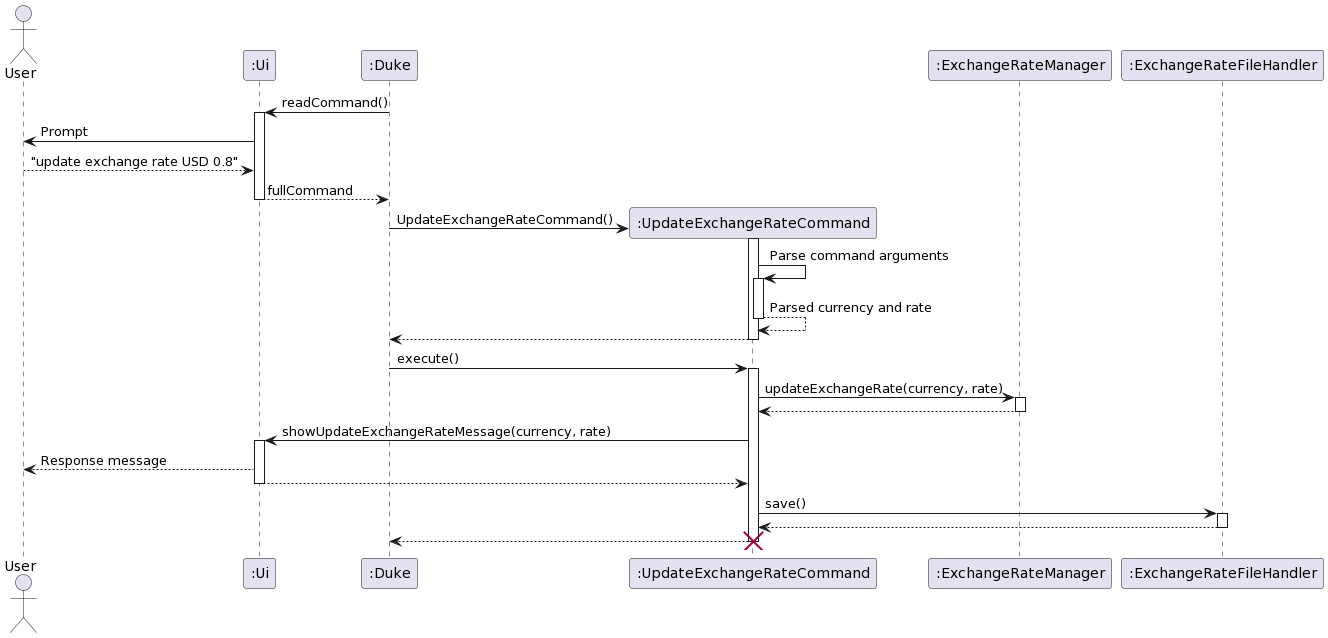 User
:Ui
:Duke
:ExchangeRateManager
:ExchangeRateFileHandler
readCommand()
Prompt
"update exchange rate USD 0.8"
fullCommand
UpdateExchangeRateCommand()
:UpdateExchangeRateCommand
Parse command arguments
Parsed currency and rate
execute()
updateExchangeRate(currency, rate)
showUpdateExchangeRateMessage(currency, rate)
Response message
save()
User
:Ui
:Duke
:UpdateExchangeRateCommand
:ExchangeRateManager
:ExchangeRateFileHandler